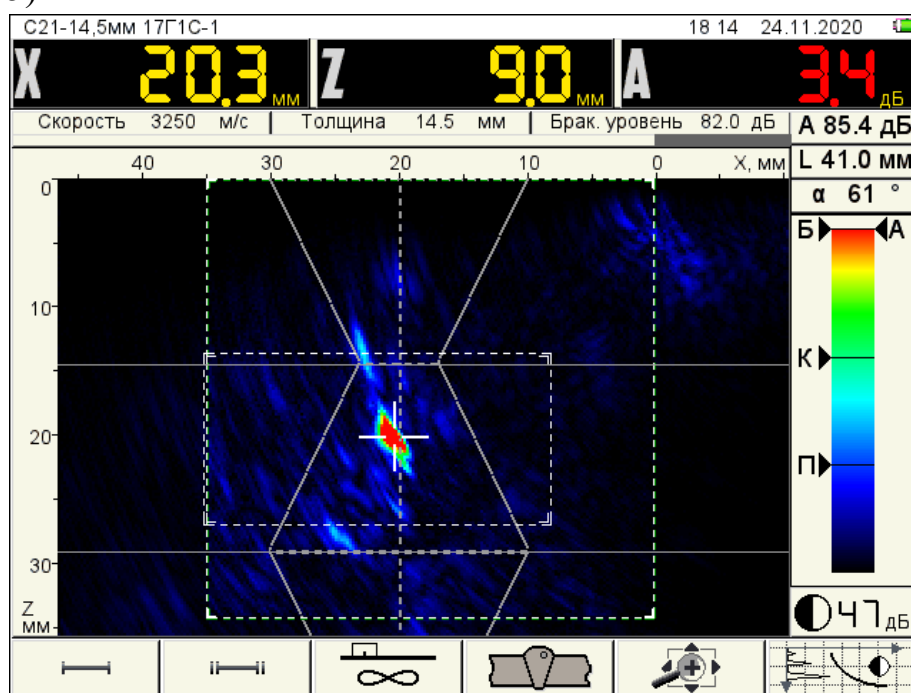 С21-14,5мм 17Г1С-1 18 14 24.11.2020
X 20.3 мм Z 9.0 мм A 3.4 дБ
Скорость 3250 м/с Толщина 14.5 мм Брак. уровень 82.0 дБ А 85.4 дБ
40 30 20 10 0 X, мм L 41.0 мм
α 61 °
0
Б А
10
К
20
П
30
Z
мм
47 дБ